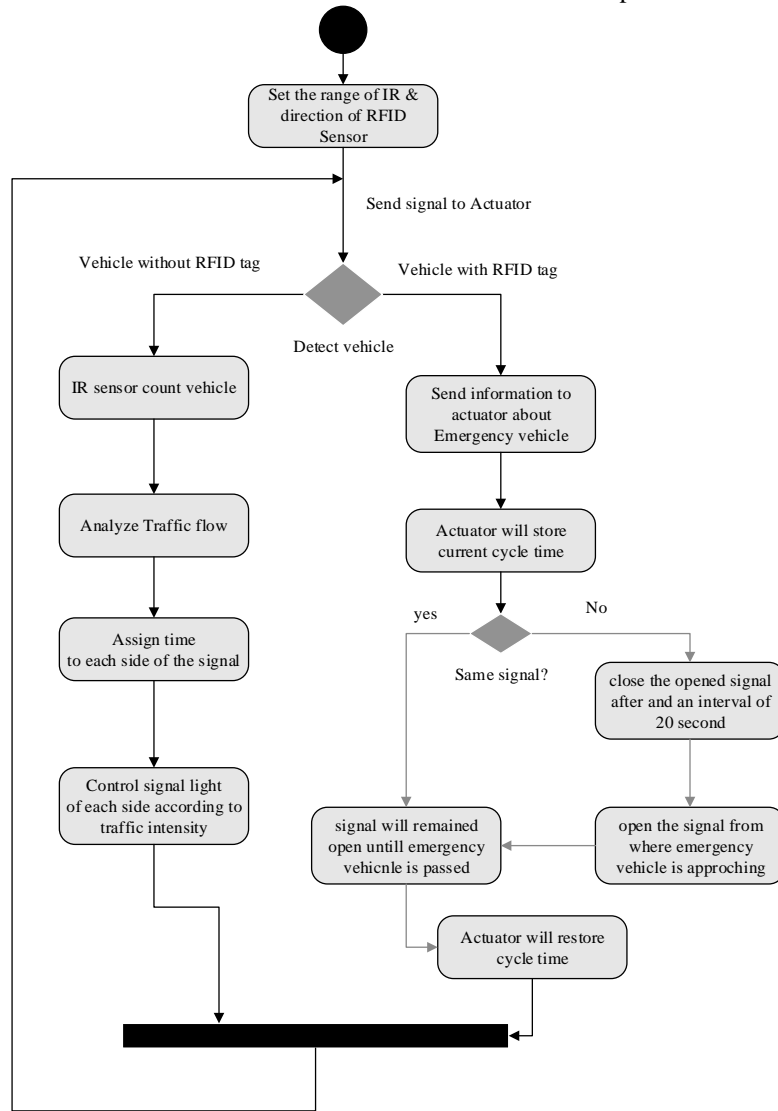 Set the range of IR &
direction of RFID
Sensor
Send signal to Actuator
Vehicle without RFID tag
Vehicle with RFID tag
Detect vehicle
IR sensor count vehicle
Send information to
actuator about
Emergency vehicle
Analyze Traffic flow
Actuator will store
current cycle time
yes
No
Same signal?
Assign time
to each side of the signal
close the opened signal
after and an interval of
20 second
Control signal light
of each side according to
traffic intensity
signal will remained
open untill emergency
vehicnle is passed
open the signal from
where emergency
vehicle is approching
Actuator will restore
cycle time